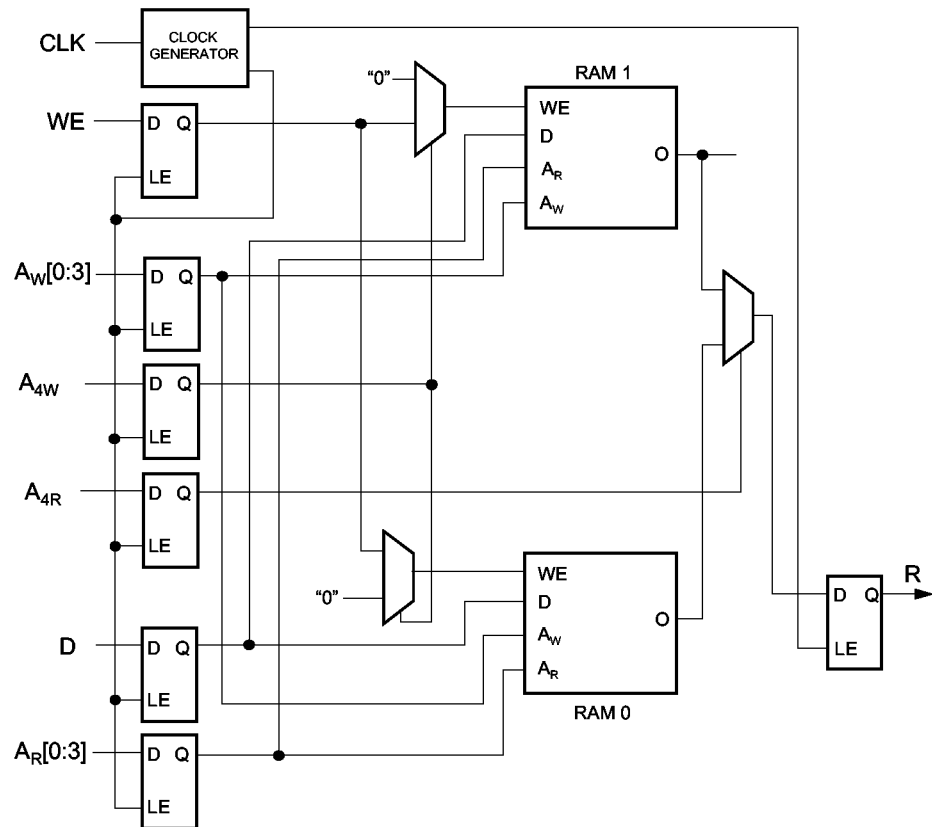 CLK
CLOCK
GENERATOR
WE
D Q
LE
“0”
RAM 1
WE
D
A_R
A_W
O
A_W[0:3]
D Q
LE
A_4W
D Q
LE
A_4R
D Q
LE
“0”
WE
D
A_W
A_R
O
RAM 0
D
D Q
LE
A_R[0:3]
D Q
LE
D Q
LE
R